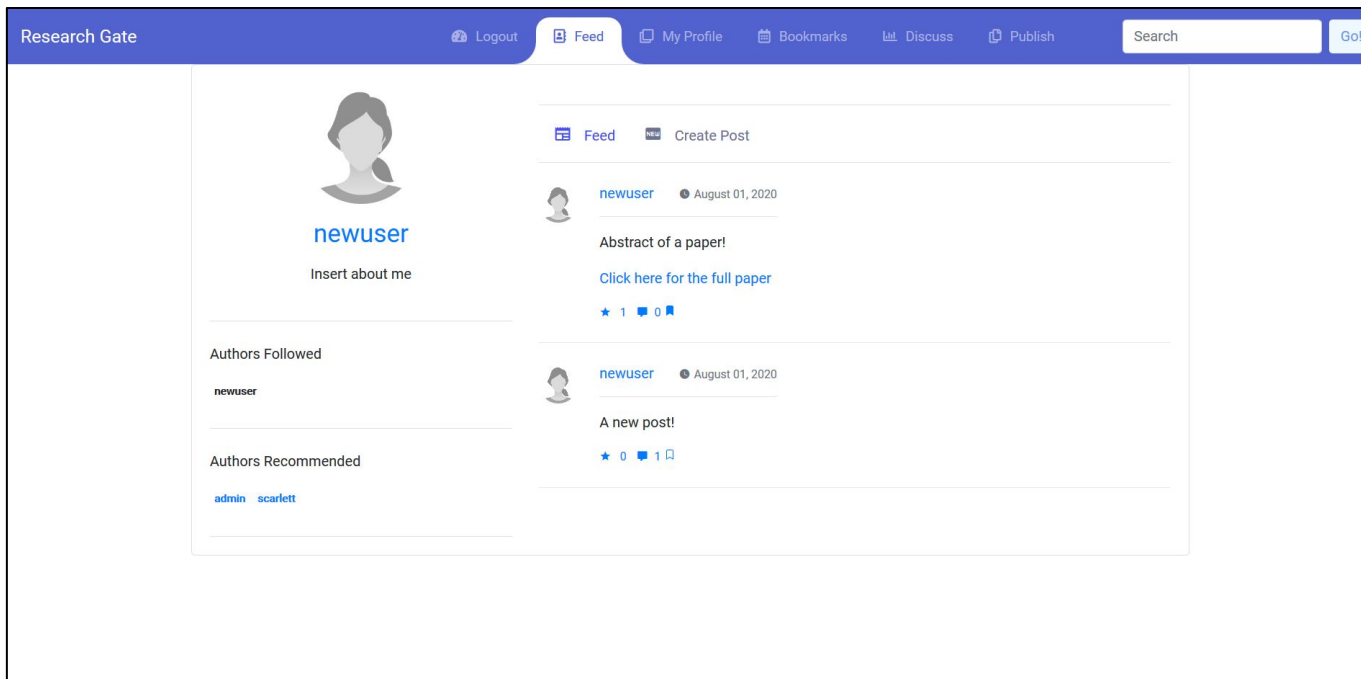 Research Gate
Logout
Feed
My Profile
Bookmarks
Discuss
Publish
Search
Go!
newuser
Insert about me
Authors Followed
newuser
Authors Recommended
admin scarlett
Feed
NEW Create Post
newuser August 01, 2020
Abstract of a paper!
Click here for the full paper
1 0
newuser August 01, 2020
A new post!
0 1